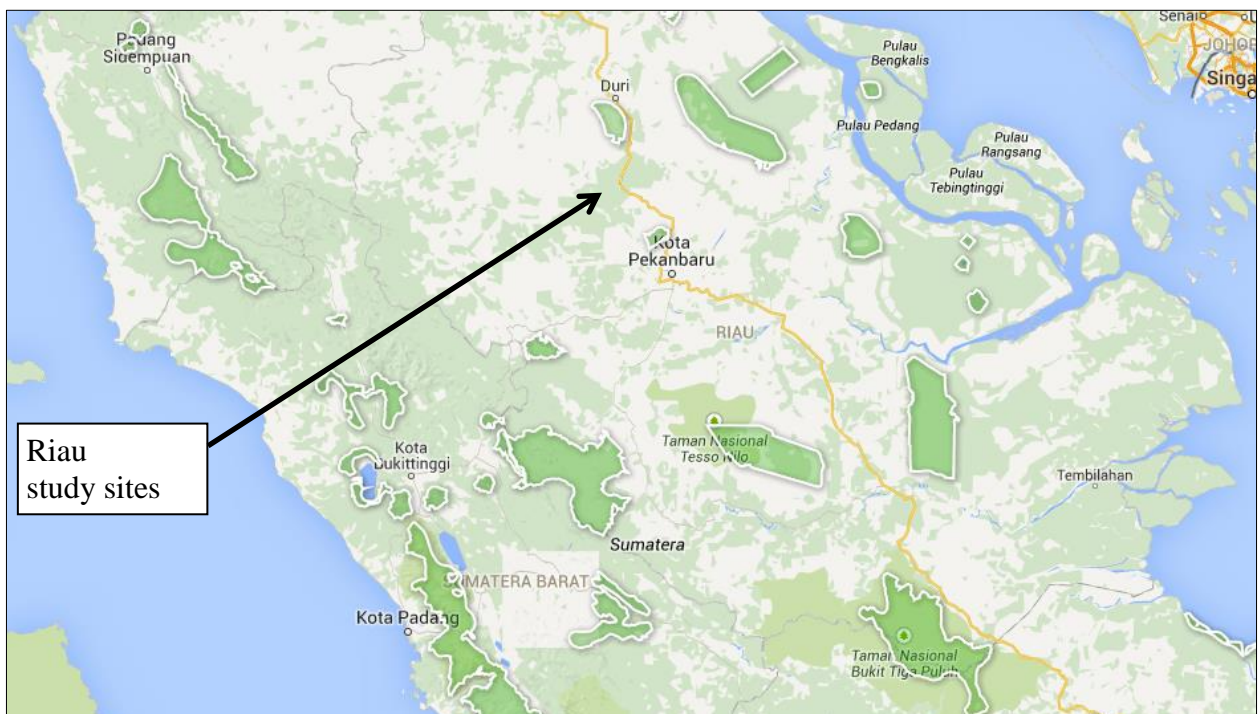 Senai
JOHOR
Singa
Padang
Sidempuan
Pulau
Bengkalis
Duri
Pulau Pedang
Pulau
Rangsang
Pulau
Tebingtinggi
Kota
Pekanbaru
RIAU
Riau
study sites
Kota
Bukittinggi
Taman Nasional
Tesso Nilo
Tembilahan
Sumatera
SUMATERA BARAT
Kota Padang
Taman Nasional
Bukit Tiga Puluh